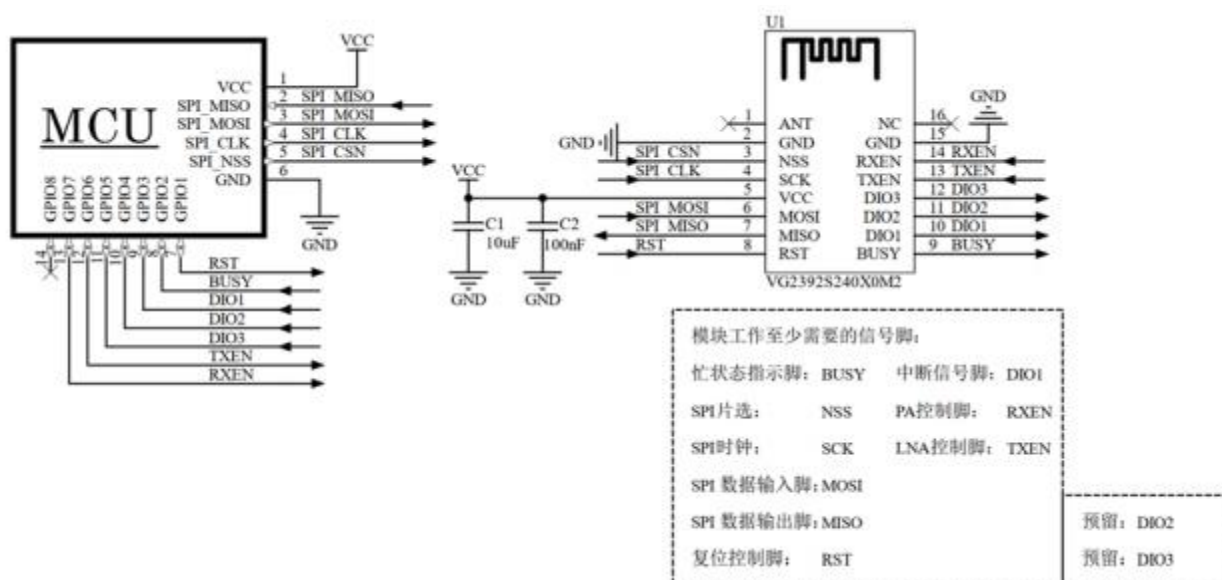 U1
VCC
1
VCC
2 SPI_MISO
SPI_MISO
3 SPI_MOSI
SPI_MOSI
4 SPI_CLK
SPI_CLK
5 SPI_CSN
SPI_NSS
6
GND
MCU
GND
GPIO8
GPIO7
GPIO6
GPIO5
GPIO4
GPIO3
GPIO2
GPIO1
14
13
12
11
10
9
8
7
RST
BUSY
DIO1
DIO2
DIO3
TXEN
RXEN
VCC
C1
10uF
C2
100nF
GND
GND
GND
GND
1 ANT NC 16
2 GND GND 15
SPI_CSN 3 NSS RXEN 14 RXEN
SPI_CLK 4 SCK TXEN 13 TXEN
5 VCC DIO3 12 DIO3
SPI_MOSI 6 MOSI DIO2 11 DIO2
SPI_MISO 7 MISO DIO1 10 DIO1
RST 8 RST BUSY 9 BUSY
VG2392S240X0M2
模块工作至少需要的信号脚:
忙状态指示脚: BUSY 中断信号脚: DIO1
SPI片选: NSS PA控制脚: RXEN
SPI时钟: SCK LNA控制脚: TXEN
SPI 数据输入脚: MOSI
SPI 数据输出脚: MISO
复位控制脚: RST
预留: DIO2
预留: DIO3